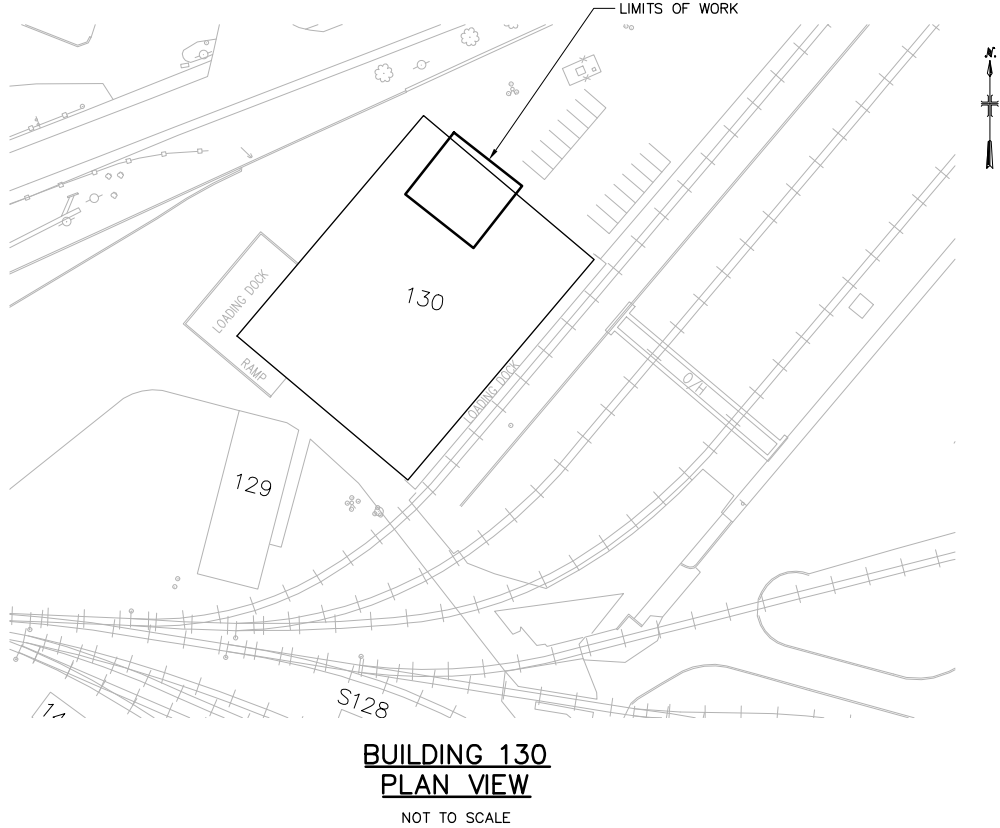 LIMITS OF WORK
N.
LOADING DOCK
130
RAMP
LOADING DOCK
O/H
129
S128
BUILDING 130
PLAN VIEW
NOT TO SCALE